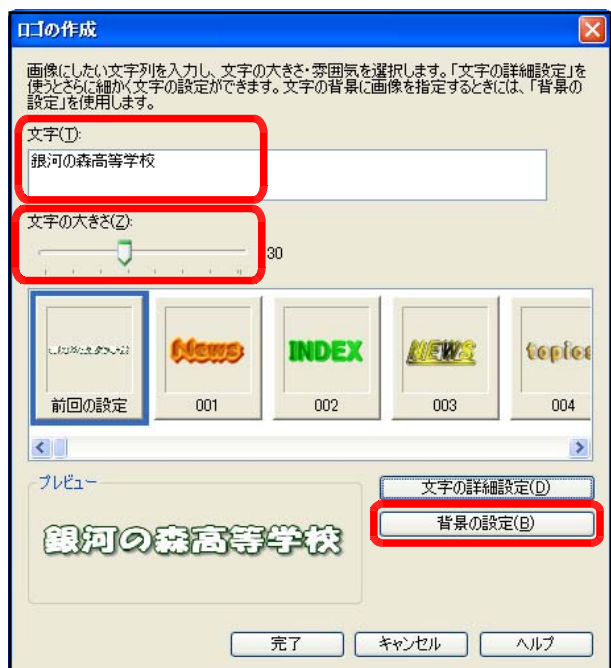 ロゴの作成
画像にしたい文字列を入力し、文字の大きさ・雰囲気を選択します。「文字の詳細設定」を
使うとさらに細かく文字の設定ができます。文字の背景に画像を指定するときには、「背景の
設定」を使用します。
文字(T):
銀河の森高等学校
文字の大きさ(Z):
30
News INDEX NEWS topics
前回の設定 001 002 003 004
プレビュー
文字の詳細設定(D)
背景の設定(B)
銀河の森高等学校
完了 キャンセル ヘルプ